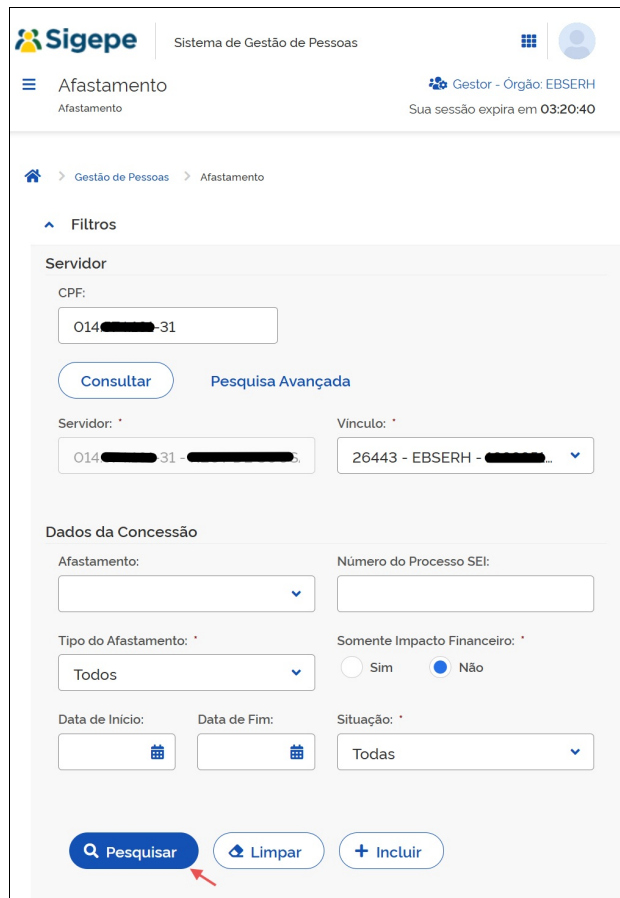 Sigepe
Sistema de Gestão de Pessoas
Afastamento
Afastamento
Gestor - Órgão: EBSERH
Sua sessão expira em 03:20:40
Gestão de Pessoas > Afastamento
Filtros
Servidor
CPF:
014 -31
Consultar Pesquisa Avançada
Servidor: * Vínculo: *
014 -31 - S. 26443 - EBSERH - ...
Dados da Concessão
Afastamento: Número do Processo SEI:
Tipo do Afastamento: * Somente Impacto Financeiro: *
Todos Sim Não
Data de Início: Data de Fim: Situação: *
Todas
Pesquisar Limpar + Incluir